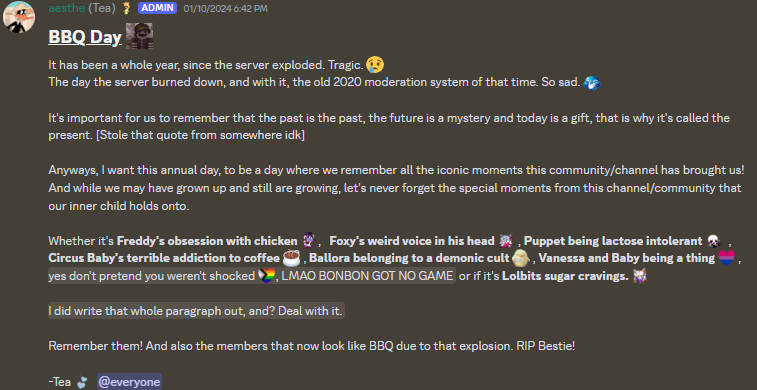 aesthe (Tea) ADMIN 01/10/2024 6:42 PM
BBQ Day
It has been a whole year, since the server exploded. Tragic.
The day the server burned down, and with it, the old 2020 moderation system of that time. So sad.
It's important for us to remember that the past is the past, the future is a mystery and today is a gift, that is why it's called the
present. [Stole that quote from somewhere idk]
Anyways, I want this annual day, to be a day where we remember all the iconic moments this community/channel has brought us!
And while we may have grown up and still are growing, let's never forget the special moments from this channel/community that
our inner child holds onto.
Whether it's Freddy's obsession with chicken , Foxy's weird voice in his head , Puppet being lactose intolerant ,
Circus Baby's terrible addiction to coffee , Ballora belonging to a demonic cult , Vanessa and Baby being a thing ,
yes don't pretend you weren't shocked , LMAO BONBON GOT NO GAME or if it's Lolbits sugar cravings.
I did write that whole paragraph out, and? Deal with it.
Remember them! And also the members that now look like BBQ due to that explosion. RIP Bestie!
-Tea @everyone